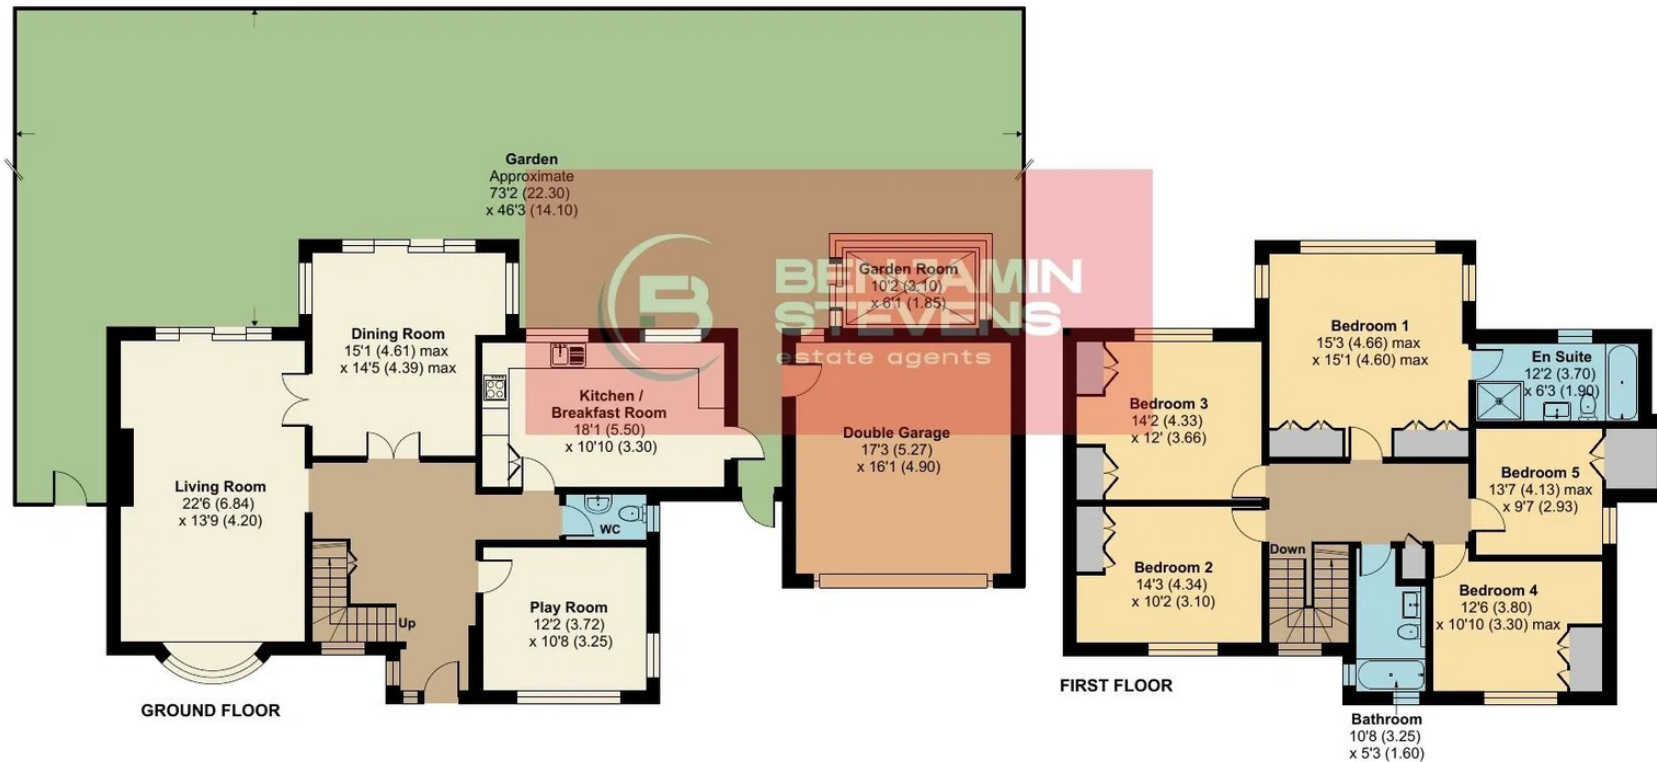 Garden
Approximate
73'2 (22.30)
x 46'3 (14.10)
BENJAMIN
STEVENS
estate agents
B
Garden Room
10'2 (3.10)
x 6'1 (1.85)
Dining Room
15'1 (4.61) max
x 14'5 (4.39) max
Kitchen /
Breakfast Room
18'1 (5.50)
x 10'10 (3.30)
Double Garage
17'3 (5.27)
x 16'1 (4.90)
Living Room
22'6 (6.84)
x 13'9 (4.20)
WC
Play Room
12'2 (3.72)
x 10'8 (3.25)
Up
GROUND FLOOR
Bedroom 1
15'3 (4.66) max
x 15'1 (4.60) max
En Suite
12'2 (3.70)
x 6'3 (1.90)
Bedroom 3
14'2 (4.33)
x 12' (3.66)
Bedroom 5
13'7 (4.13) max
x 9'7 (2.93)
Bedroom 2
14'3 (4.34)
x 10'2 (3.10)
Down
Bedroom 4
12'6 (3.80)
x 10'10 (3.30) max
FIRST FLOOR
Bathroom
10'8 (3.25)
x 5'3 (1.60)